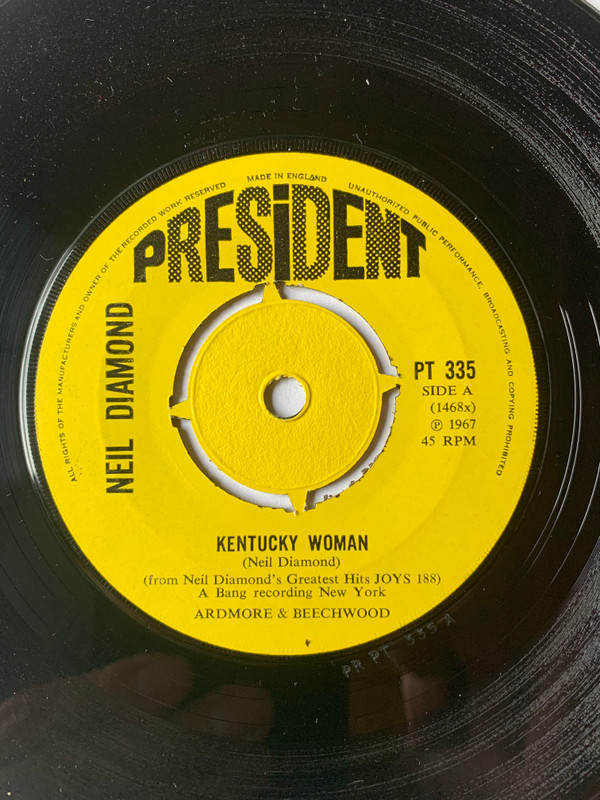 ALL RIGHTS OF THE MANUFACTURERS AND OWNER OF THE RECORDED WORK RESERVED
MADE IN ENGLAND
UNAUTHORIZED PUBLIC PERFORMANCE, BROADCASTING AND COPYING PROHIBITED
PRESiDENT
NEIL DIAMOND
PT 335
SIDE A
(1468x)
℗ 1967
45 RPM
KENTUCKY WOMAN
(Neil Diamond)
(from Neil Diamond's Greatest Hits JOYS 188)
A Bang recording New York
ARDMORE & BEECHWOOD
PR PT 335 A